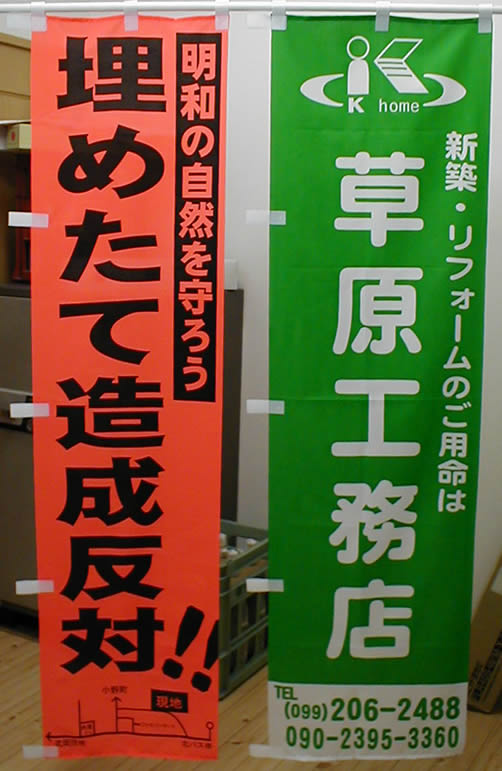 明和の自然を守ろう
埋めたて造成反対!!
小野町
現地
K home
新築・リフォームのご用命は
草原工務店
TEL
(099)206-2488
090-2395-3360